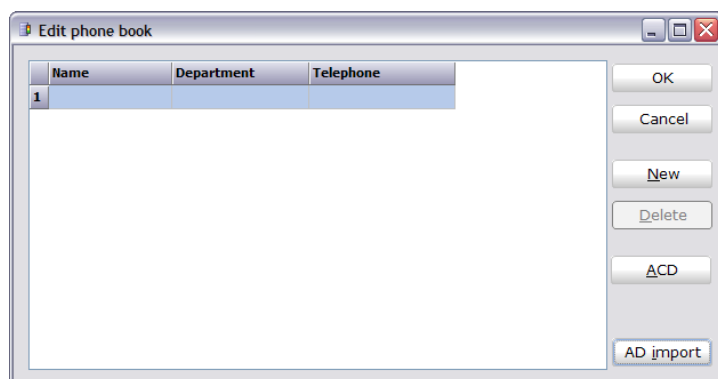 Edit phone book
Name Department Telephone
1
OK
Cancel
New
Delete
ACD
AD import